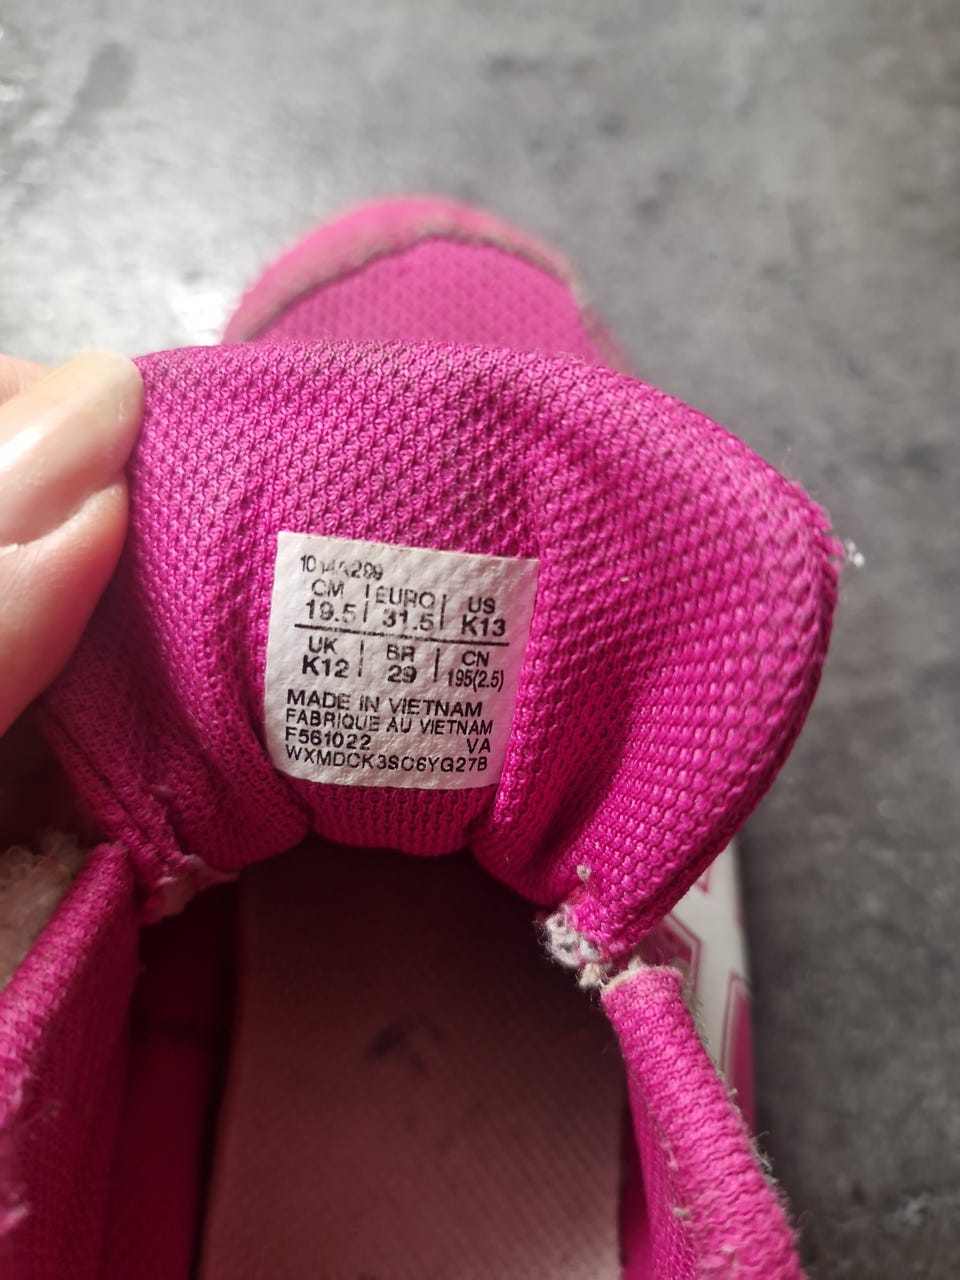 CM | EURO | US
19.5 | 31.5 | K13
UK | BR | CN
K12 | 29 | 195(2.5)
MADE IN VIETNAM
FABRIQUE AU VIETNAM
F561022 VA
WXMDCK3SC6YG27B